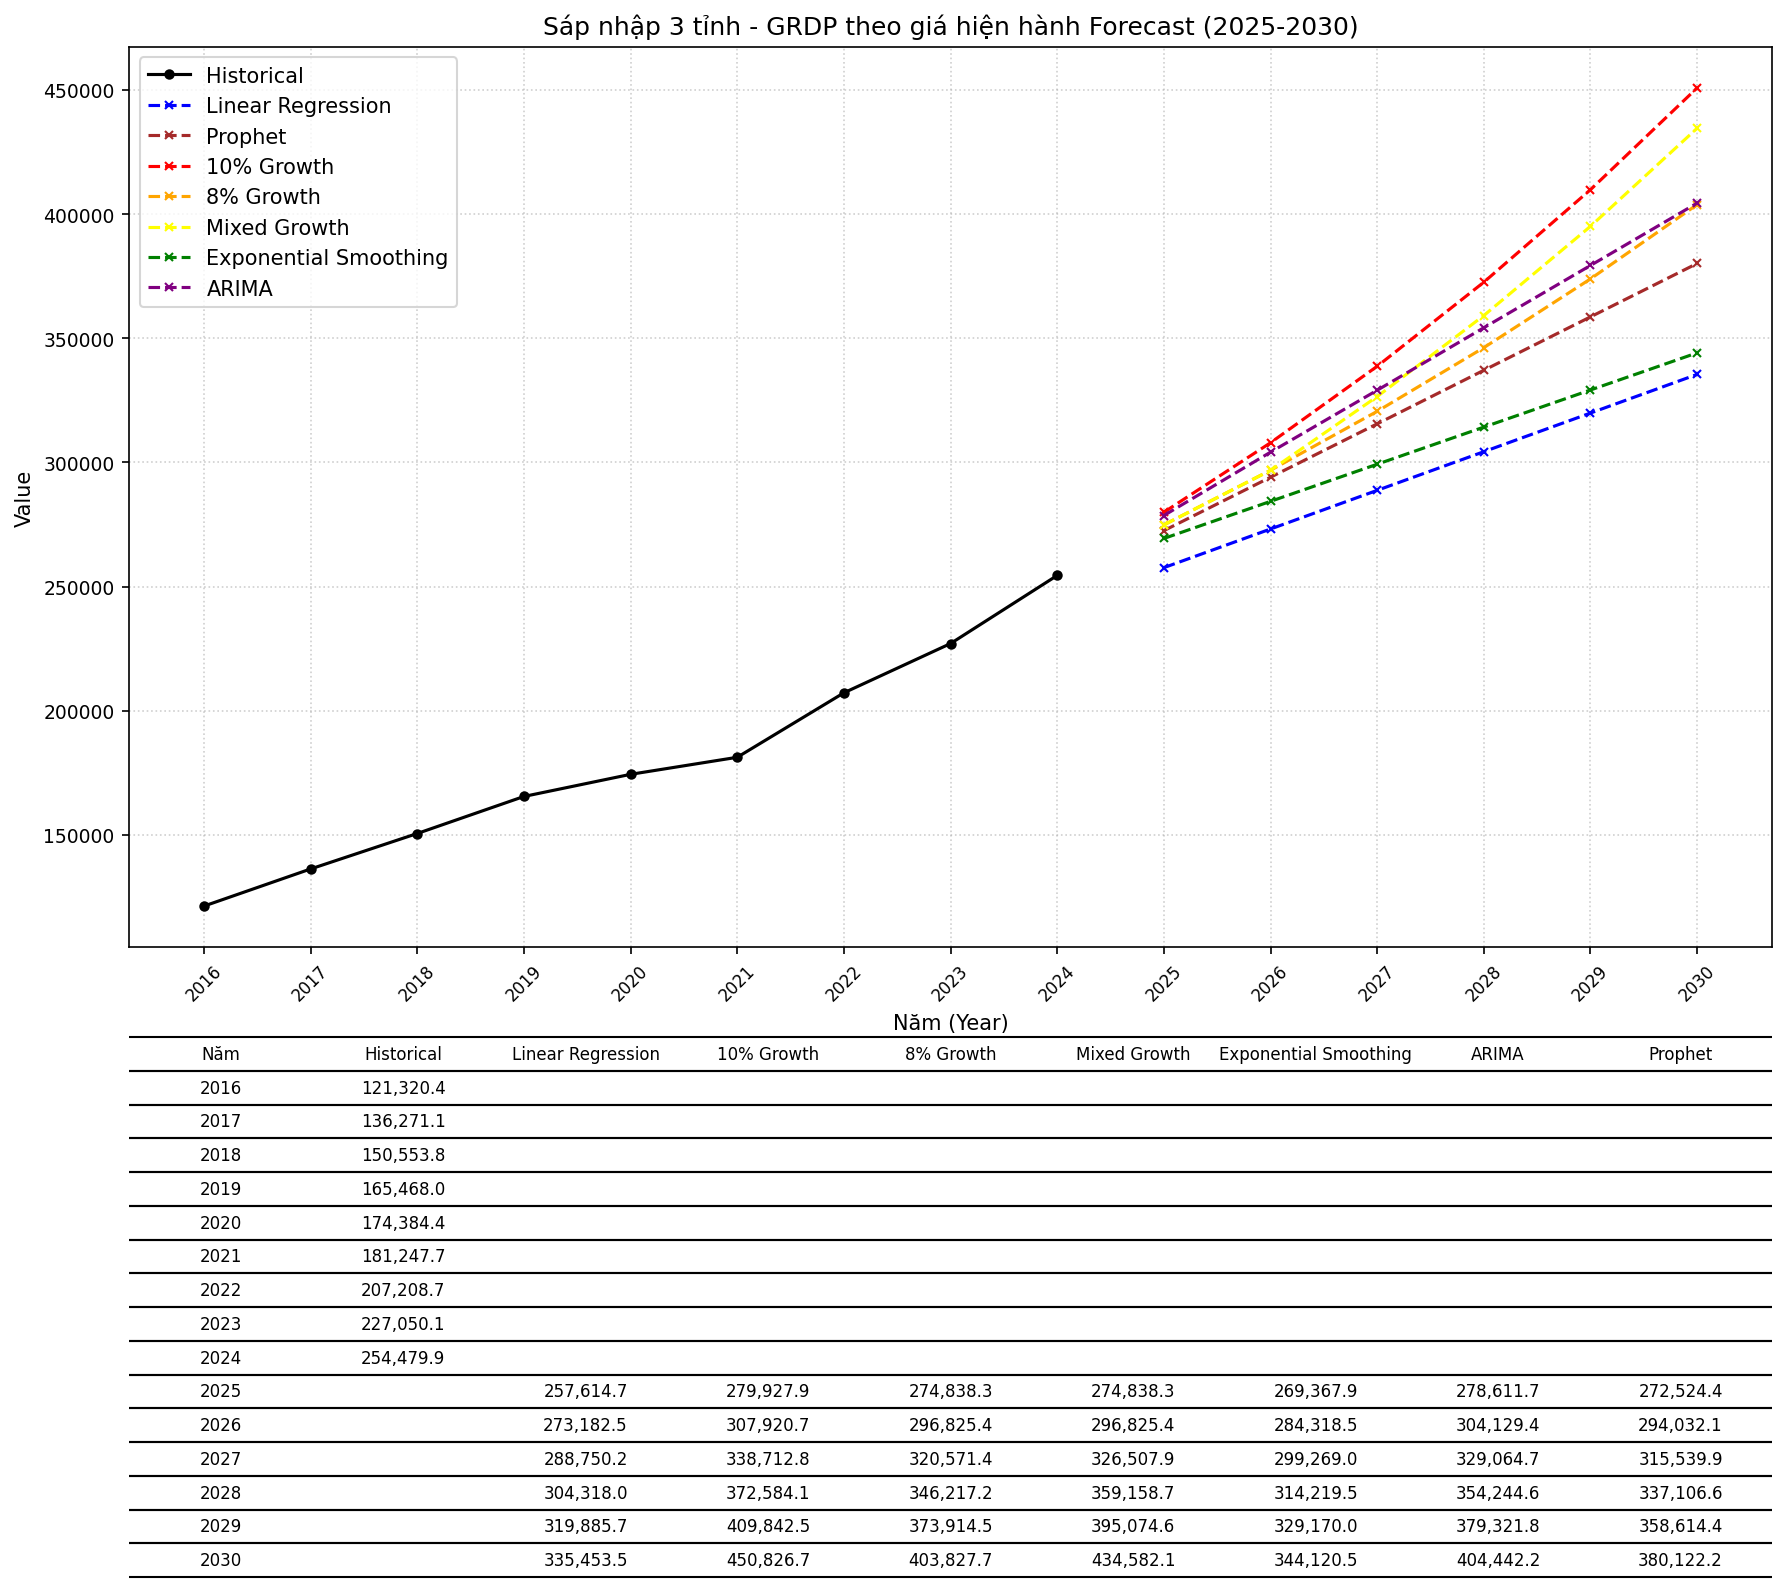 Sáp nhập 3 tỉnh - GRDP theo giá hiện hành Forecast (2025-2030)
Historical
Linear Regression
Prophet
10% Growth
8% Growth
Mixed Growth
Exponential Smoothing
ARIMA
Value
450000
400000
350000
300000
250000
200000
150000
2016 2017 2018 2019 2020 2021 2022 2023 2024 2025 2026 2027 2028 2029 2030
Năm (Year)
Năm Historical Linear Regression 10% Growth 8% Growth Mixed Growth Exponential Smoothing ARIMA Prophet
2016 121,320.4
2017 136,271.1
2018 150,553.8
2019 165,468.0
2020 174,384.4
2021 181,247.7
2022 207,208.7
2023 227,050.1
2024 254,479.9
2025 257,614.7 279,927.9 274,838.3 274,838.3 269,367.9 278,611.7 272,524.4
2026 273,182.5 307,920.7 296,825.4 296,825.4 284,318.5 304,129.4 294,032.1
2027 288,750.2 338,712.8 320,571.4 326,507.9 299,269.0 329,064.7 315,539.9
2028 304,318.0 372,584.1 346,217.2 359,158.7 314,219.5 354,244.6 337,106.6
2029 319,885.7 409,842.5 373,914.5 395,074.6 329,170.0 379,321.8 358,614.4
2030 335,453.5 450,826.7 403,827.7 434,582.1 344,120.5 404,442.2 380,122.2